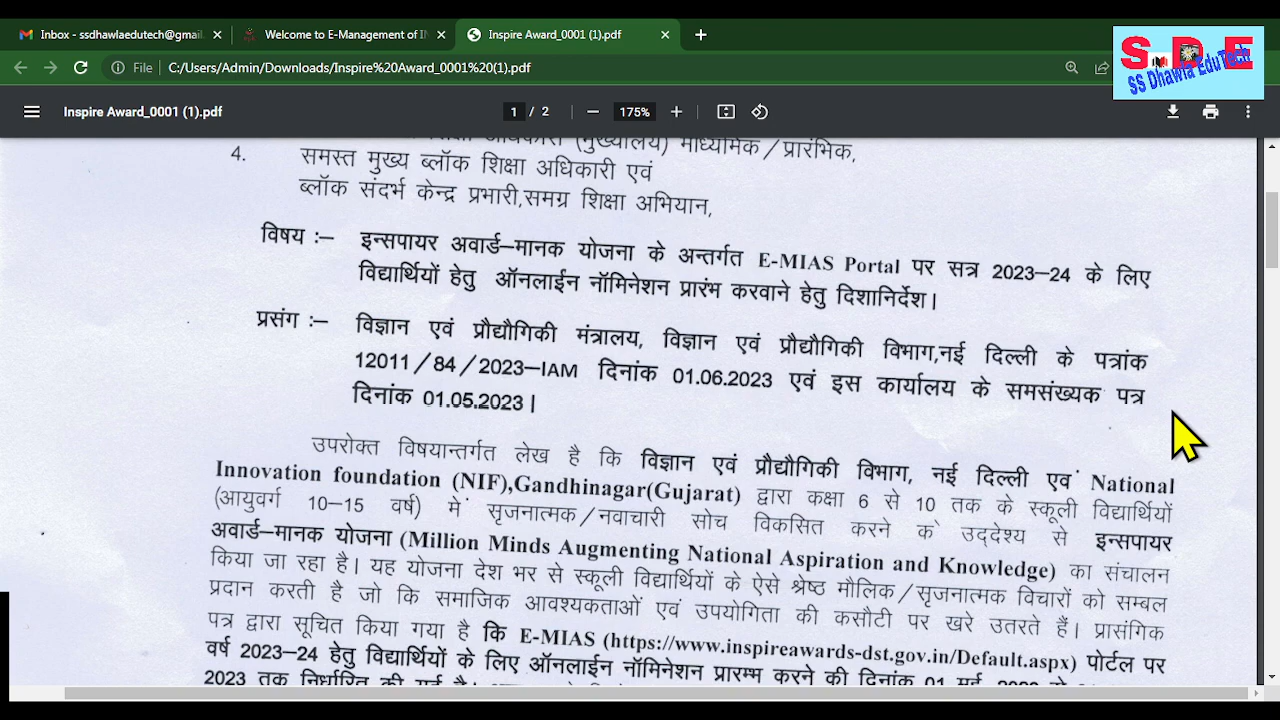 Inbox - ssdhawlaedutech@gmail.
Welcome to E-Management of IN
Inspire Award_0001 (1).pdf
S D E
SS Dhawla EduTech
File
C:/Users/Admin/Downloads/Inspire%20Award_0001%20(1).pdf
Inspire Award_0001 (1).pdf
1 / 2
175%
शिक्षा अधिकारी (मुख्यालय) माध्यमिक/प्रारंभिक,
4. समस्त मुख्य ब्लॉक शिक्षा अधिकारी एवं
ब्लॉक संदर्भ केन्द्र प्रभारी,समग्र शिक्षा अभियान,
विषय :– इन्सपायर अवार्ड–मानक योजना के अन्तर्गत E-MIAS Portal पर सत्र 2023–24 के लिए
विद्यार्थियों हेतु ऑनलाईन नॉमिनेशन प्रारंभ करवाने हेतु दिशानिर्देश।
प्रसंग :– विज्ञान एवं प्रौद्यौगिकी मंत्रालय, विज्ञान एवं प्रौद्यौगिकी विभाग,नई दिल्ली के पत्रांक
12011/84/2023–IAM दिनांक 01.06.2023 एवं इस कार्यालय के समसंख्यक पत्र
दिनांक 01.05.2023।
उपरोक्त विषयान्तर्गत लेख है कि विज्ञान एवं प्रौद्यौगिकी विभाग, नई दिल्ली एवं National
Innovation foundation (NIF),Gandhinagar(Gujarat) द्वारा कक्षा 6 से 10 तक के स्कूली विद्यार्थियों
(आयुवर्ग 10–15 वर्ष) में सृजनात्मक/नवाचारी सोच विकसित करने के उद्देश्य से इन्सपायर
अवार्ड–मानक योजना (Million Minds Augmenting National Aspiration and Knowledge) का संचालन
किया जा रहा है। यह योजना देश भर से स्कूली विद्यार्थियों के ऐसे श्रेष्ठ मौलिक/सृजनात्मक विचारों को सम्बल
प्रदान करती है जो कि समाजिक आवश्यकताओं एवं उपयोगिता की कसौटी पर खरे उतरते हैं। प्रासंगिक
पत्र द्वारा सूचित किया गया है कि E-MIAS (https://www.inspireawards-dst.gov.in/Default.aspx) पोर्टल पर
वर्ष 2023–24 हेतु विद्यार्थियों के लिए ऑनलाईन नॉमिनेशन प्रारम्भ करने की दिनांक 01 मई,
2023 तक निर्धारित की गई है।